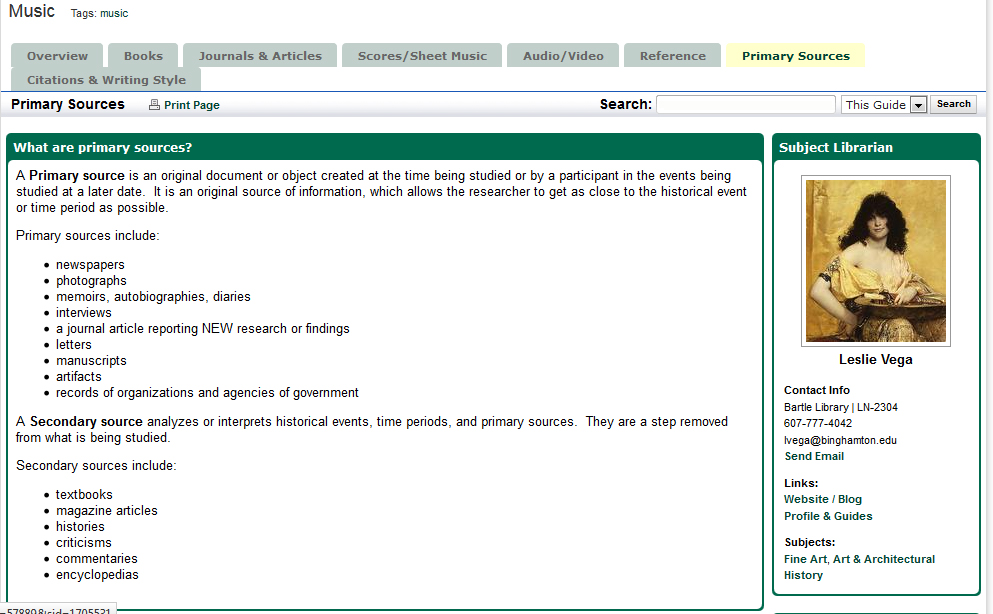 Music Tags: music
Overview Books Journals & Articles Scores/Sheet Music Audio/Video Reference Primary Sources
Citations & Writing Style
Primary Sources Print Page Search: This Guide Search
What are primary sources?
A Primary source is an original document or object created at the time being studied or by a participant in the events being
studied at a later date. It is an original source of information, which allows the researcher to get as close to the historical event
or time period as possible.
Primary sources include:
newspapers
photographs
memoirs, autobiographies, diaries
interviews
a journal article reporting NEW research or findings
letters
manuscripts
artifacts
records of organizations and agencies of government
A Secondary source analyzes or interprets historical events, time periods, and primary sources. They are a step removed
from what is being studied.
Secondary sources include:
textbooks
magazine articles
histories
criticisms
commentaries
encyclopedias
Subject Librarian
Leslie Vega
Contact Info
Bartle Library | LN-2304
607-777-4042
lvega@binghamton.edu
Send Email
Links:
Website / Blog
Profile & Guides
Subjects:
Fine Art, Art & Architectural
History